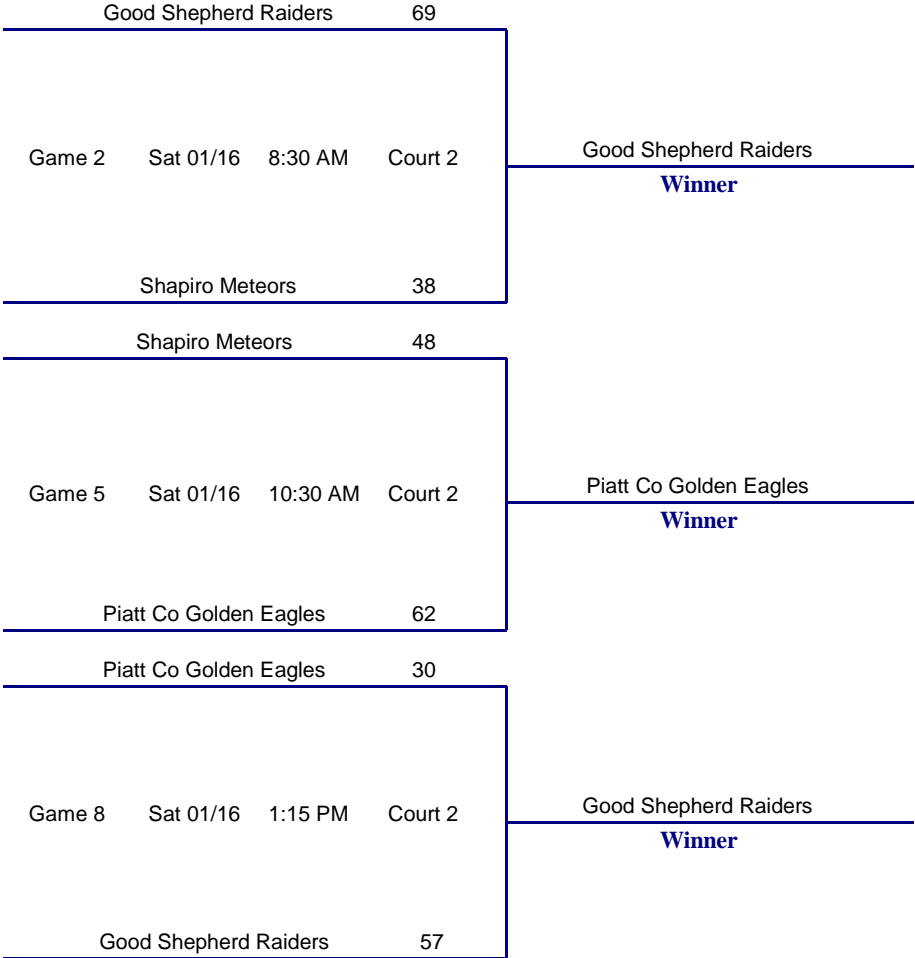 Good Shepherd Raiders 69
Game 2 Sat 01/16 8:30 AM Court 2
Good Shepherd Raiders
Winner
Shapiro Meteors 38
Shapiro Meteors 48
Game 5 Sat 01/16 10:30 AM Court 2
Piatt Co Golden Eagles
Winner
Piatt Co Golden Eagles 62
Piatt Co Golden Eagles 30
Game 8 Sat 01/16 1:15 PM Court 2
Good Shepherd Raiders
Winner
Good Shepherd Raiders 57